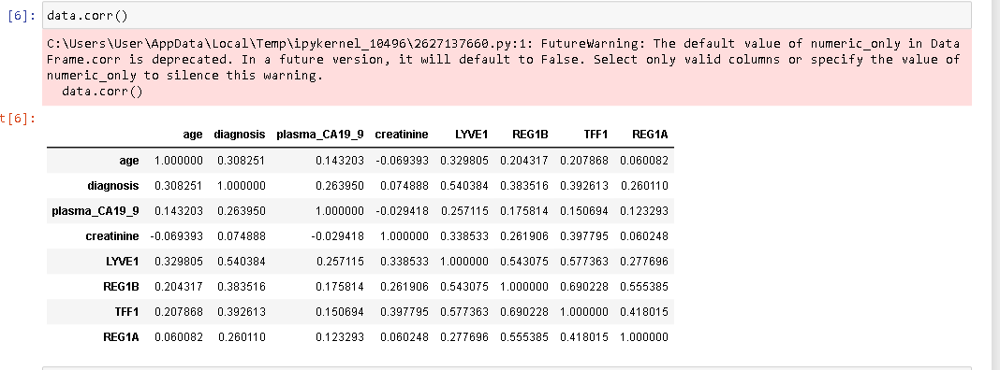 [6]: data.corr()
C:\Users\User\AppData\Local\Temp\ipykernel_10496\2627137660.py:1: FutureWarning: The default value of numeric_only in Data
Frame.corr is deprecated. In a future version, it will default to False. Select only valid columns or specify the value of
numeric_only to silence this warning.
  data.corr()
t[6]:
age diagnosis plasma_CA19_9 creatinine LYVE1 REG1B TFF1 REG1A
age 1.000000 0.308251 0.143203 -0.069393 0.329805 0.204317 0.207868 0.060082
diagnosis 0.308251 1.000000 0.263950 0.074888 0.540384 0.383516 0.392613 0.260110
plasma_CA19_9 0.143203 0.263950 1.000000 -0.029418 0.257115 0.175814 0.150694 0.123293
creatinine -0.069393 0.074888 -0.029418 1.000000 0.338533 0.261906 0.397795 0.060248
LYVE1 0.329805 0.540384 0.257115 0.338533 1.000000 0.543075 0.577363 0.277696
REG1B 0.204317 0.383516 0.175814 0.261906 0.543075 1.000000 0.690228 0.555385
TFF1 0.207868 0.392613 0.150694 0.397795 0.577363 0.690228 1.000000 0.418015
REG1A 0.060082 0.260110 0.123293 0.060248 0.277696 0.555385 0.418015 1.000000